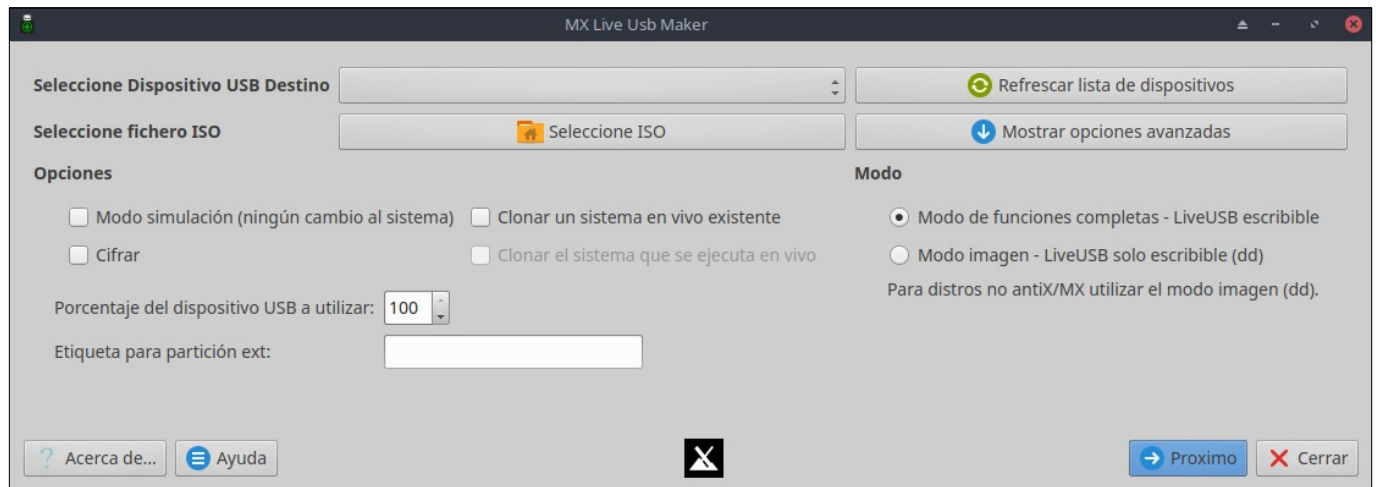 MX Live Usb Maker
Seleccione Dispositivo USB Destino
Refrescar lista de dispositivos
Seleccione fichero ISO
Seleccione ISO
Mostrar opciones avanzadas
Opciones
Modo
Modo simulación (ningún cambio al sistema)
Clonar un sistema en vivo existente
Modo de funciones completas - LiveUSB escribible
Cifrar
Clonar el sistema que se ejecuta en vivo
Modo imagen - LiveUSB solo escribible (dd)
Para distros no antiX/MX utilizar el modo imagen (dd).
Porcentaje del dispositivo USB a utilizar:
100
Etiqueta para partición ext:
? Acerca de...
Ayuda
Proximo
Cerrar